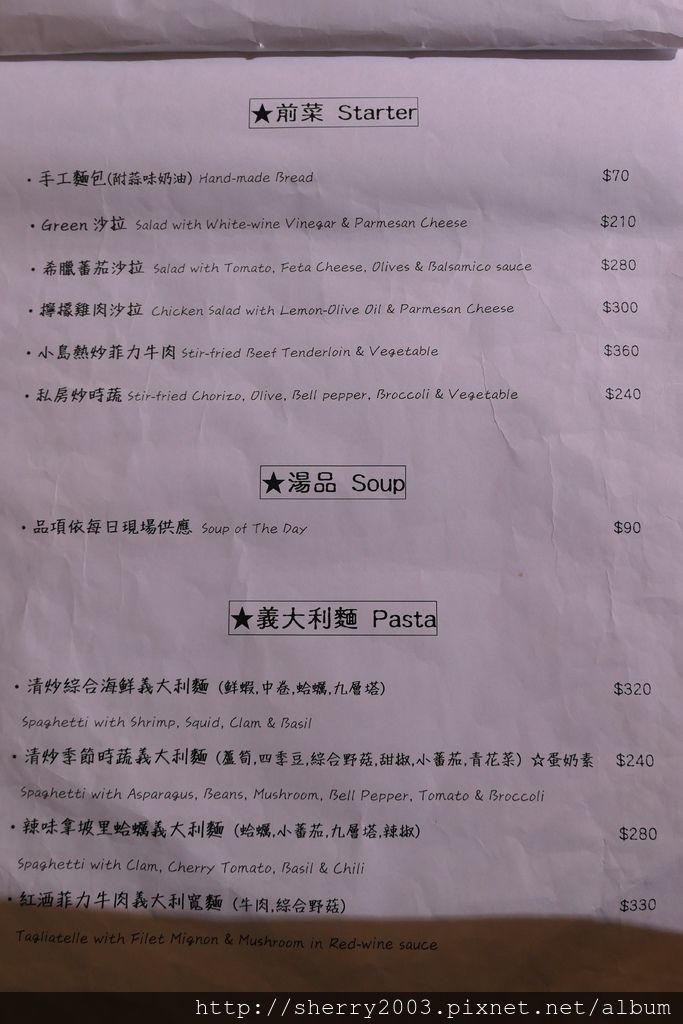 ★前菜 Starter
・手工麵包(附蒜味奶油) Hand-made Bread $70
・Green 沙拉 Salad with White-wine Vinegar & Parmesan Cheese $210
・希臘蕃茄沙拉 Salad with Tomato, Feta Cheese, Olives & Balsamico sauce $280
・檸檬雞肉沙拉 Chicken Salad with Lemon-Olive Oil & Parmesan Cheese $300
・小島熱炒菲力牛肉 Stir-fried Beef Tenderloin & Vegetable $360
・私房炒時蔬 Stir-fried Chorizo, Olive, Bell pepper, Broccoli & Vegetable $240
★湯品 Soup
・品項依每日現場供應 Soup of The Day $90
★義大利麵 Pasta
・清炒綜合海鮮義大利麵 (鮮蝦,中卷,蛤蠣,九層塔) $320
Spaghetti with Shrimp, Squid, Clam & Basil
・清炒季節時蔬義大利麵 (蘆筍,四季豆,綜合野菇,甜椒,小蕃茄,青花菜) ☆蛋奶素 $240
Spaghetti with Asparagus, Beans, Mushroom, Bell Pepper, Tomato & Broccoli
・辣味拿坡里蛤蠣義大利麵 (蛤蠣,小蕃茄,九層塔,辣椒) $280
Spaghetti with Clam, Cherry Tomato, Basil & Chili
・紅酒菲力牛肉義大利寬麵 (牛肉,綜合野菇) $330
Tagliatelle with Filet Mignon & Mushroom in Red-wine sauce
http://sherry2003.pixnet.net/album